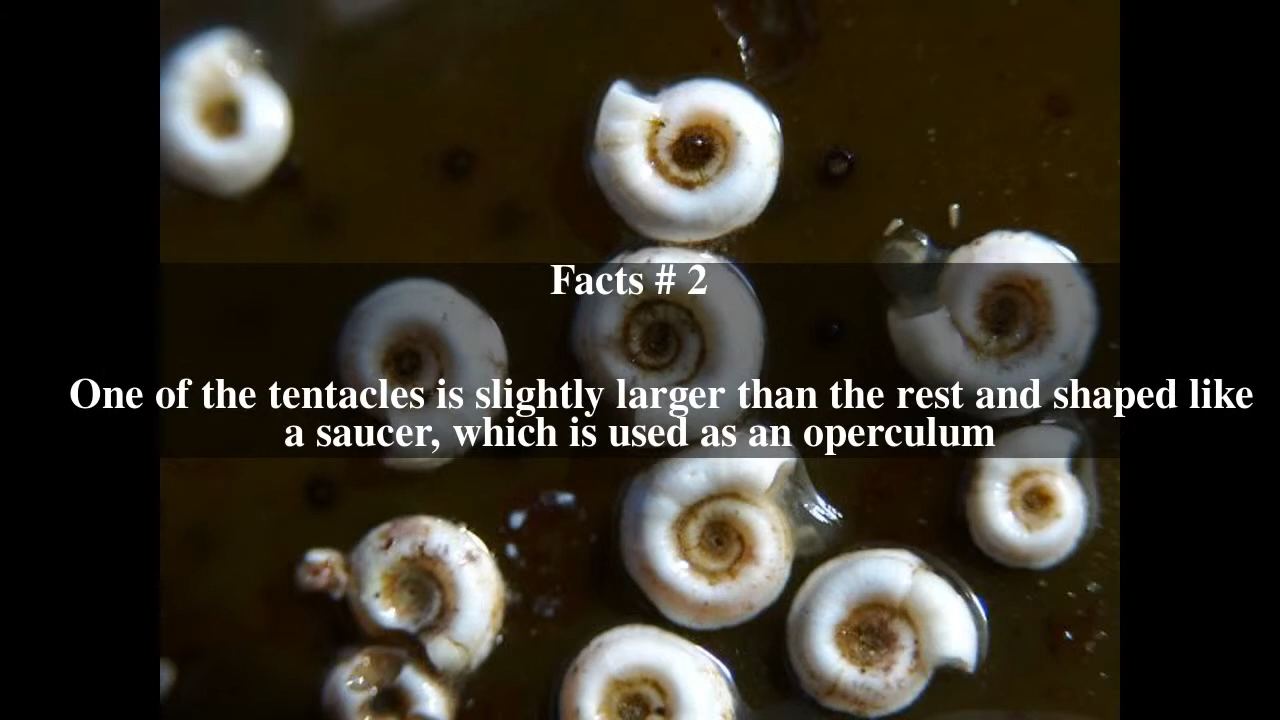 Facts # 2
One of the tentacles is slightly larger than the rest and shaped like
a saucer, which is used as an operculum